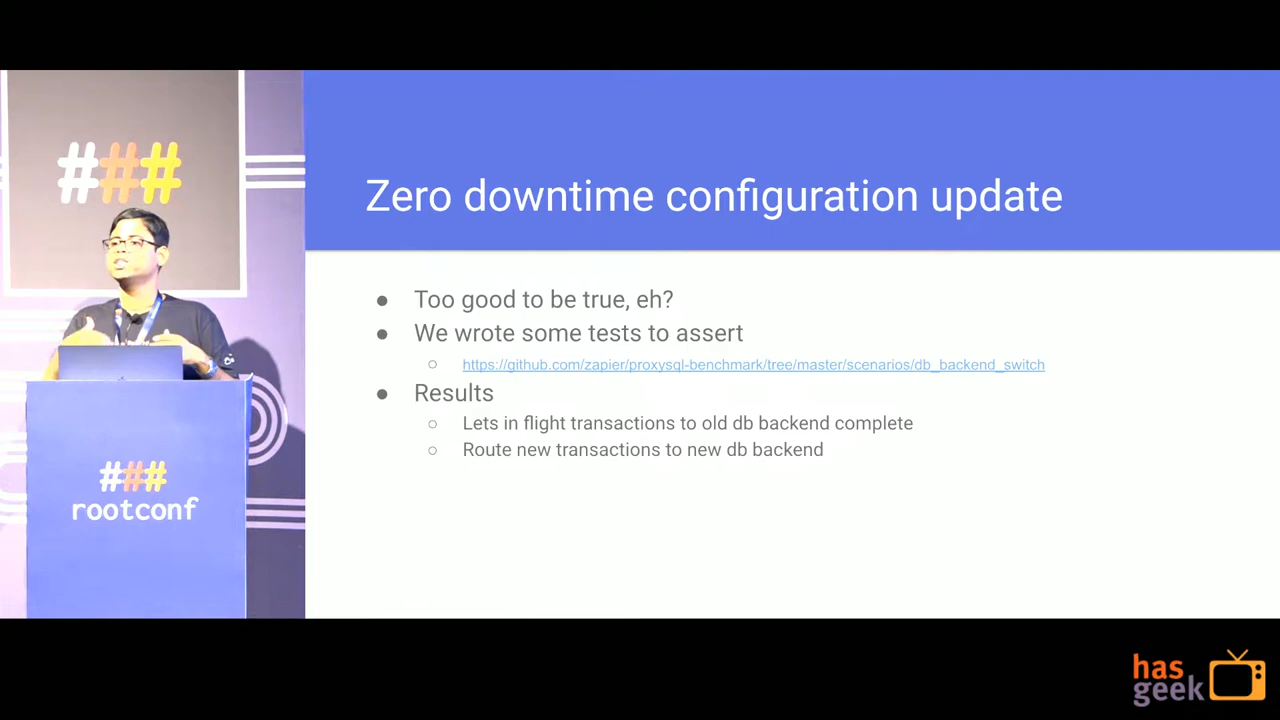 ###
Zero downtime configuration update
● Too good to be true, eh?
● We wrote some tests to assert
○ https://github.com/zapier/proxysql-benchmark/tree/master/scenarios/db_backend_switch
● Results
○ Lets in flight transactions to old db backend complete
○ Route new transactions to new db backend
###
rootconf
has
geek